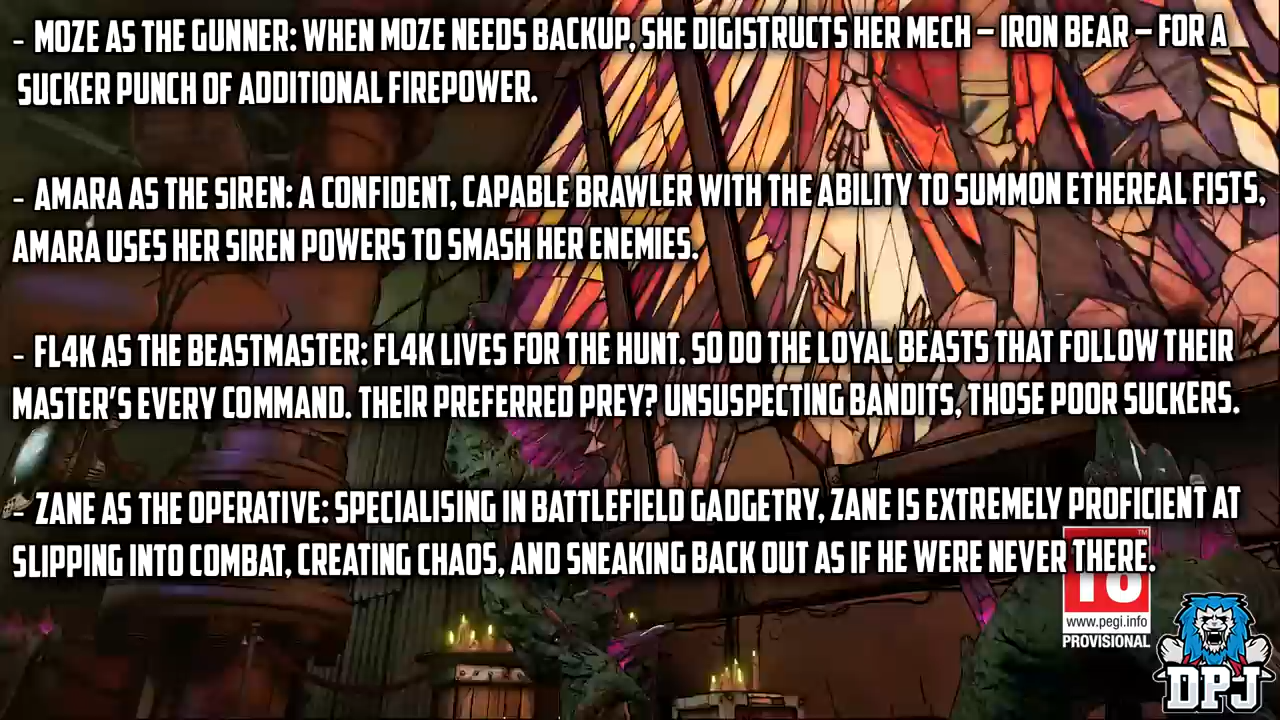 - MOZE AS THE GUNNER: WHEN MOZE NEEDS BACKUP, SHE DIGISTRUCTS HER MECH – IRON BEAR – FOR A
SUCKER PUNCH OF ADDITIONAL FIREPOWER.
- AMARA AS THE SIREN: A CONFIDENT, CAPABLE BRAWLER WITH THE ABILITY TO SUMMON ETHEREAL FISTS,
AMARA USES HER SIREN POWERS TO SMASH HER ENEMIES.
- FL4K AS THE BEASTMASTER: FL4K LIVES FOR THE HUNT. SO DO THE LOYAL BEASTS THAT FOLLOW THEIR
MASTER'S EVERY COMMAND. THEIR PREFERRED PREY? UNSUSPECTING BANDITS, THOSE POOR SUCKERS.
- ZANE AS THE OPERATIVE: SPECIALISING IN BATTLEFIELD GADGETRY, ZANE IS EXTREMELY PROFICIENT AT
SLIPPING INTO COMBAT, CREATING CHAOS, AND SNEAKING BACK OUT AS IF HE WERE NEVER THERE.
www.pegi.info
PROVISIONAL
DPJ